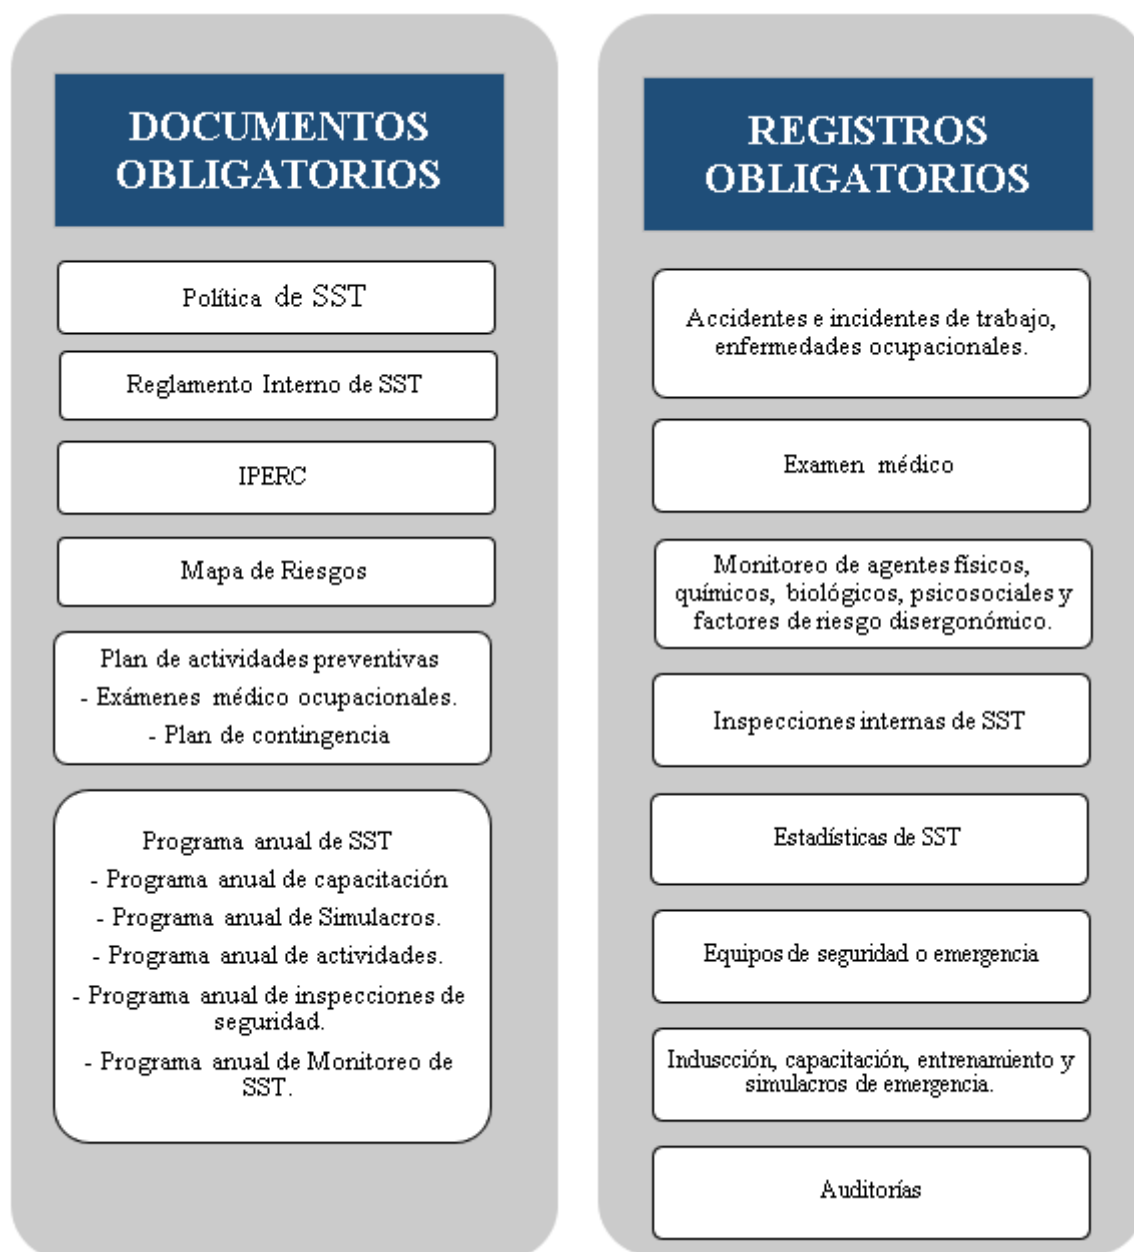 DOCUMENTOS
OBLIGATORIOS
Política de SST
Reglamento Interno de SST
IPERC
Mapa de Riesgos
Plan de actividades preventivas
- Exámenes médico ocupacionales.
- Plan de contingencia
Programa anual de SST
- Programa anual de capacitación
- Programa anual de Simulacros.
- Programa anual de actividades.
- Programa anual de inspecciones de
seguridad.
- Programa anual de Monitoreo de
SST.
REGISTROS
OBLIGATORIOS
Accidentes e incidentes de trabajo,
enfermedades ocupacionales.
Examen médico
Monitoreo de agentes físicos,
químicos, biológicos, psicosociales y
factores de riesgo disergonómico.
Inspecciones internas de SST
Estadísticas de SST
Equipos de seguridad o emergencia
Induscción, capacitación, entrenamiento y
simulacros de emergencia.
Auditorías